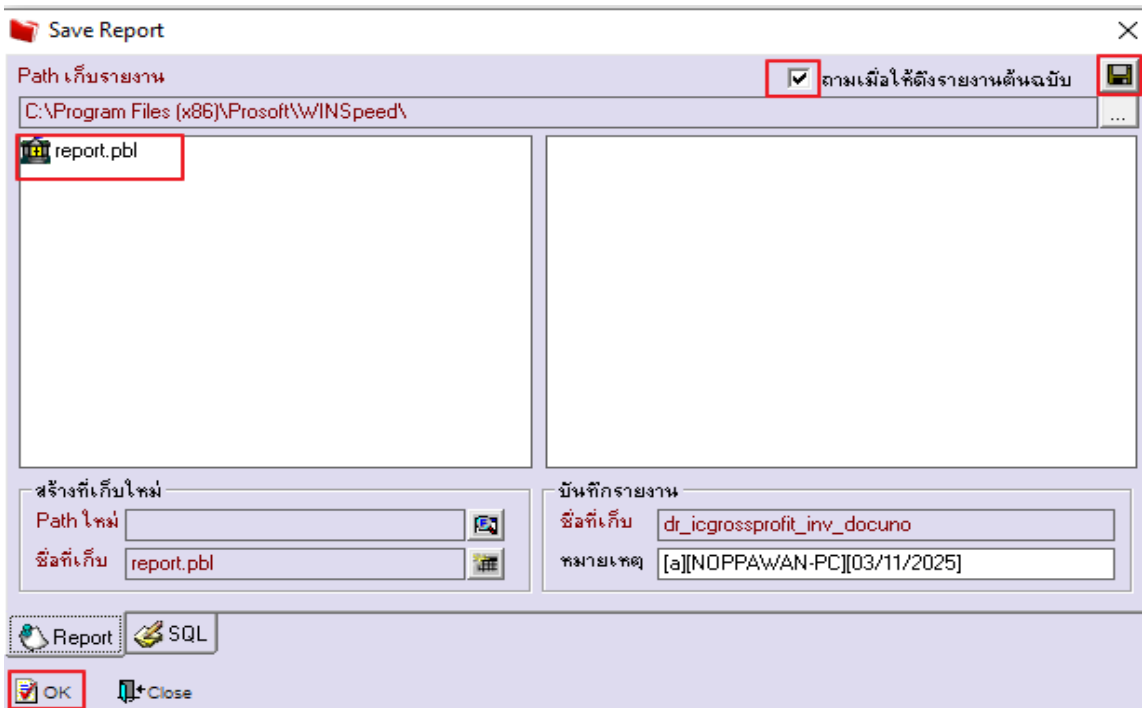 Save Report
Path เก็บรายงาน
ถามเมื่อให้ดึงรายงานต้นฉบับ
C:\Program Files (x86)\Prosoft\WINSpeed\
...
report.pbl
สร้างที่เก็บใหม่
Path ใหม่
ชื่อที่เก็บ report.pbl
บันทึกรายงาน
ชื่อที่เก็บ dr_icgrossprofit_inv_docuno
หมายเหตุ [a][NOPPAWAN-PC][03/11/2025]
Report SQL
OK Close